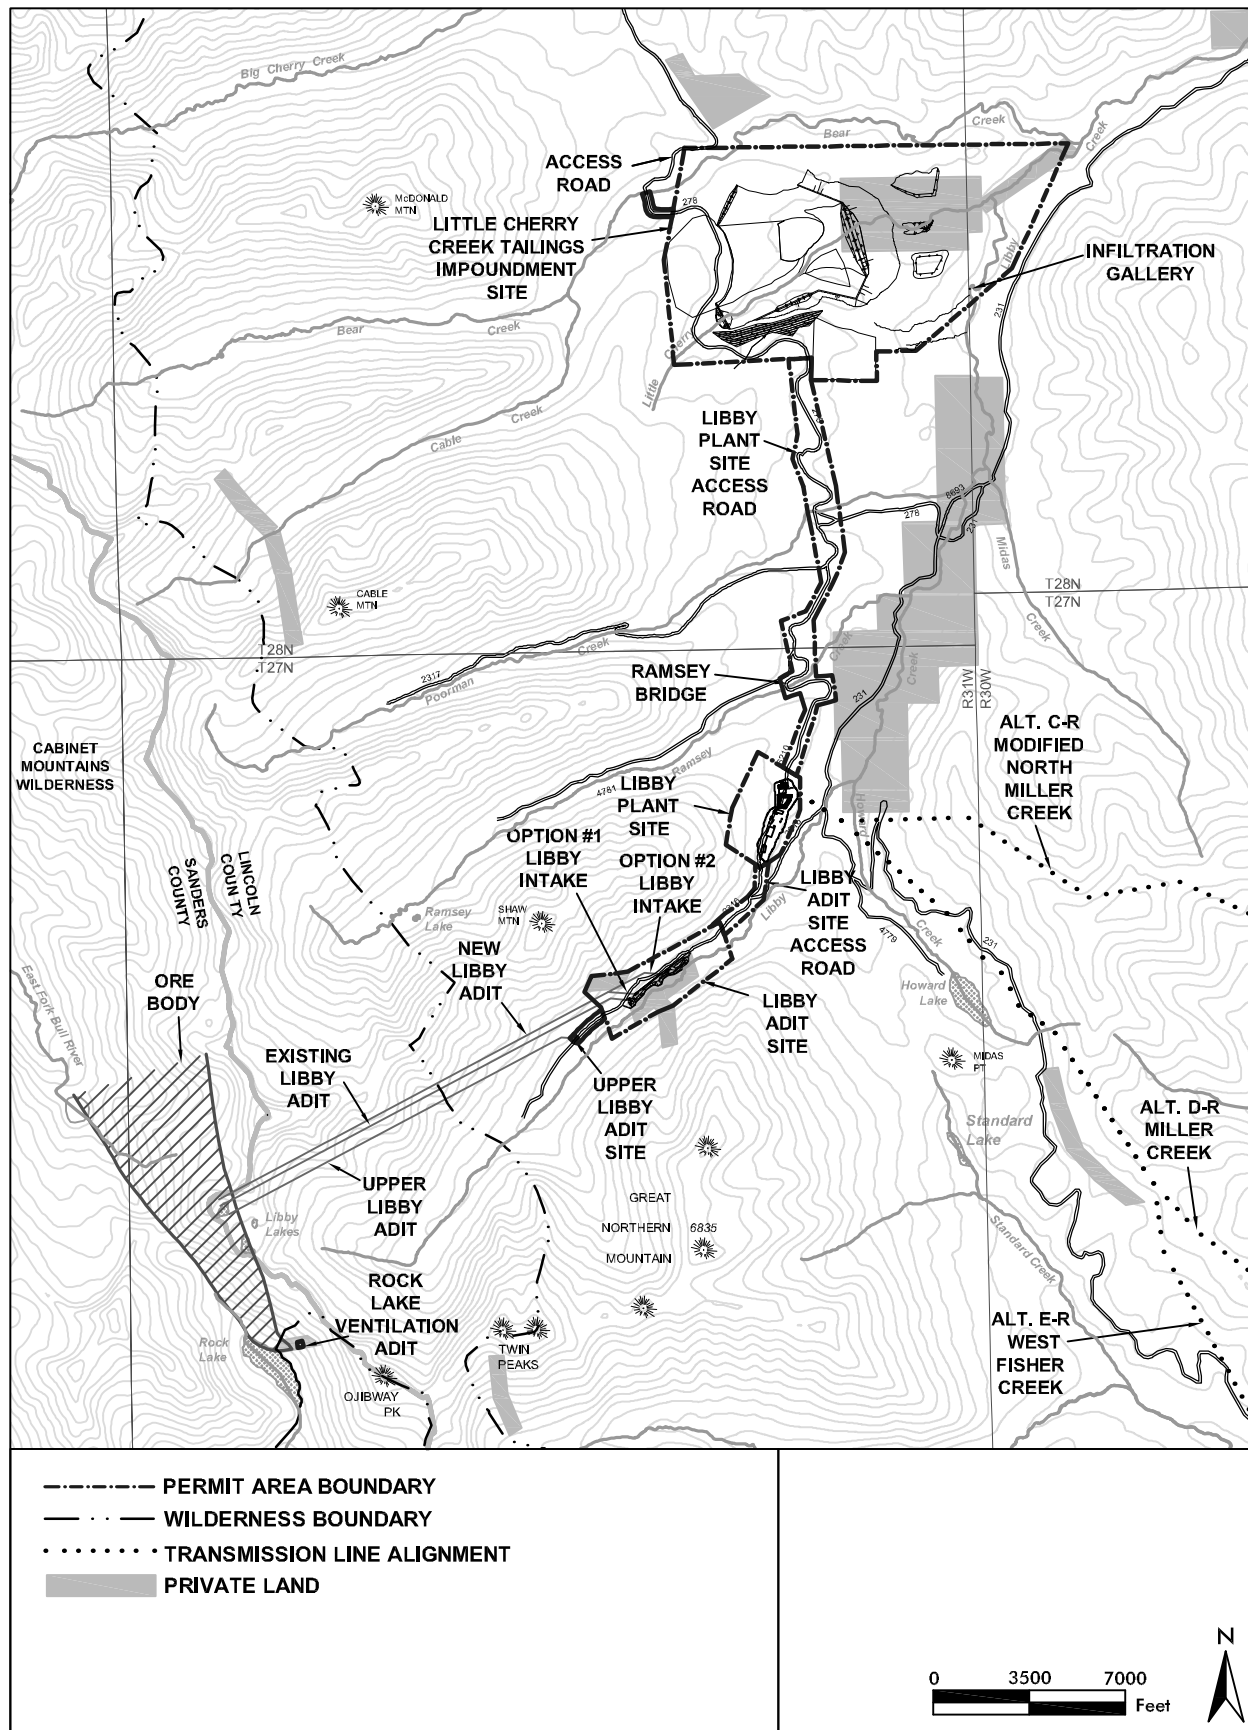 Big Cherry Creek
Bear
Creek
Creek
ACCESS
ROAD
McDONALD
MTN
278
LITTLE CHERRY
CREEK TAILINGS
IMPOUNDMENT
SITE
Libby
INFILTRATION
GALLERY
231
Bear
Creek
Little
Cherry
Cable
Creek
LIBBY
PLANT
SITE
ACCESS
ROAD
278
6693
278
231
Midas
Creek
CABLE
MTN
T28N
T27N
T28N
T27N
2317
Poorman
Creek
RAMSEY
BRIDGE
Creek
Creek
231
R31W
R30W
CABINET
MOUNTAINS
WILDERNESS
ALT. C-R
MODIFIED
NORTH
MILLER
CREEK
Ramsey
4781
6210
LIBBY
PLANT
SITE
Howard
OPTION #1
LIBBY
INTAKE
OPTION #2
LIBBY
INTAKE
LINCOLN
COUNTY
SANDERS
COUNTY
Ramsey
Lake
SHAW
MTN
Libby
LIBBY
ADIT
SITE
ACCESS
ROAD
4779
Creek
231
NEW
LIBBY
ADIT
East Fork Bull River
ORE
BODY
Howard
Lake
LIBBY
ADIT
SITE
EXISTING
LIBBY
ADIT
MIDAS
PT
UPPER
LIBBY
ADIT
SITE
Standard
Lake
ALT. D-R
MILLER
CREEK
UPPER
LIBBY
ADIT
Libby
Lakes
GREAT
NORTHERN
6835
MOUNTAIN
Standard Creek
ROCK
LAKE
VENTILATION
ADIT
Rock
Lake
TWIN
PEAKS
OJIBWAY
PK
ALT. E-R
WEST
FISHER
CREEK
PERMIT AREA BOUNDARY
WILDERNESS BOUNDARY
TRANSMISSION LINE ALIGNMENT
PRIVATE LAND
N
0 3500 7000
Feet